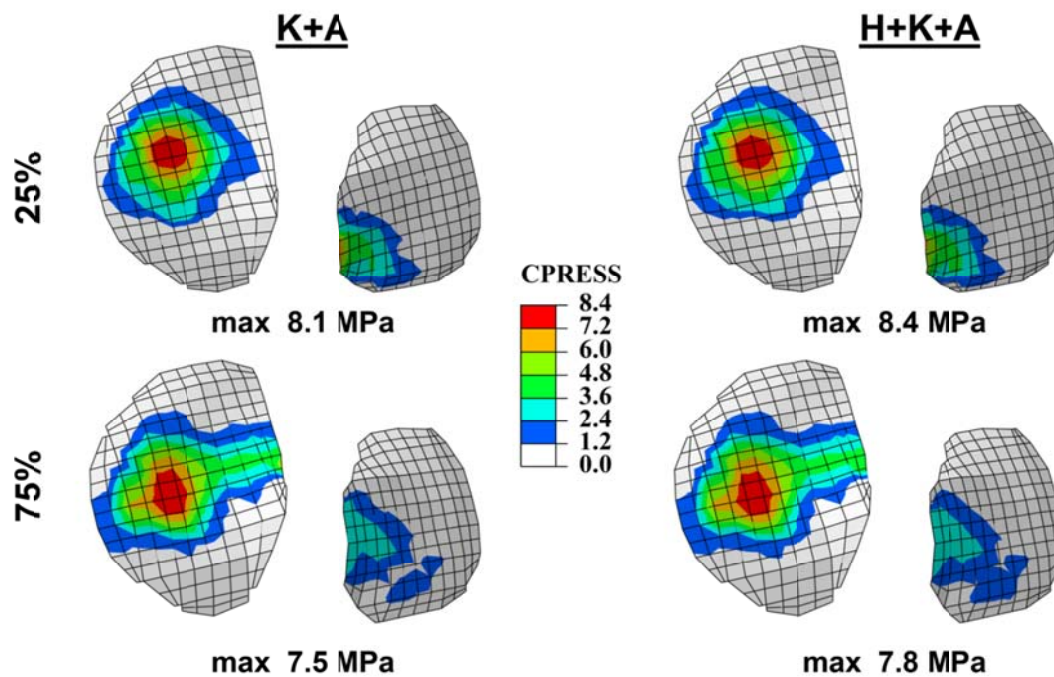 K+A
H+K+A
25%
max 8.1 MPa
max 8.4 MPa
CPRESS
8.4
7.2
6.0
4.8
3.6
2.4
1.2
0.0
75%
max 7.5 MPa
max 7.8 MPa